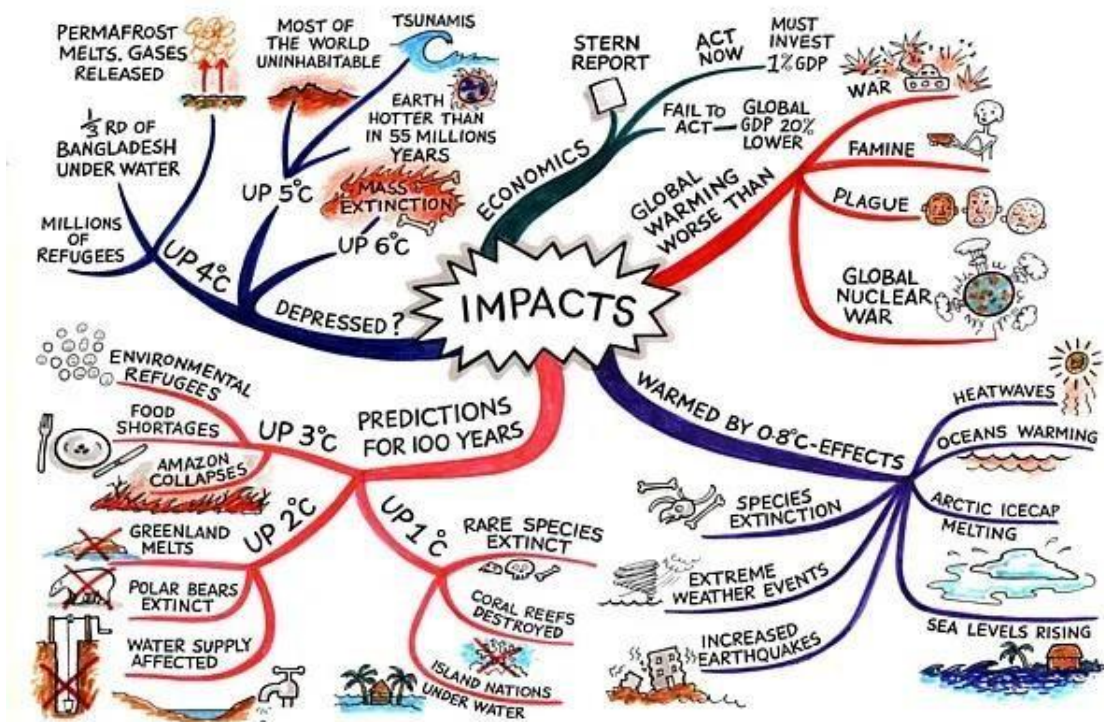 IMPACTS
ECONOMICS
STERN
REPORT
ACT
NOW
MUST
INVEST
1% GDP
FAIL TO
ACT
GLOBAL
GDP 20%
LOWER
GLOBAL
WARMING
WORSE THAN
WAR
FAMINE
PLAGUE
GLOBAL
NUCLEAR
WAR
WARMED BY 0.8°C-EFFECTS
HEATWAVES
OCEANS WARMING
ARCTIC ICECAP
MELTING
SEA LEVELS RISING
SPECIES
EXTINCTION
EXTREME
WEATHER EVENTS
INCREASED
EARTHQUAKES
PREDICTIONS
FOR 100 YEARS
UP 1°C
RARE SPECIES
EXTINCT
CORAL REEFS
DESTROYED
ISLAND NATIONS
UNDER WATER
UP 2°C
GREENLAND
MELTS
POLAR BEARS
EXTINCT
WATER SUPPLY
AFFECTED
UP 3°C
ENVIRONMENTAL
REFUGEES
FOOD
SHORTAGES
AMAZON
COLLAPSES
DEPRESSED?
UP 4°C
MILLIONS
OF
REFUGEES
1/3 RD OF
BANGLADESH
UNDER WATER
PERMAFROST
MELTS. GASES
RELEASED
UP 5°C
MOST OF
THE WORLD
UNINHABITABLE
TSUNAMIS
EARTH
HOTTER THAN
IN 55 MILLIONS
YEARS
UP 6°C
MASS
EXTINCTION